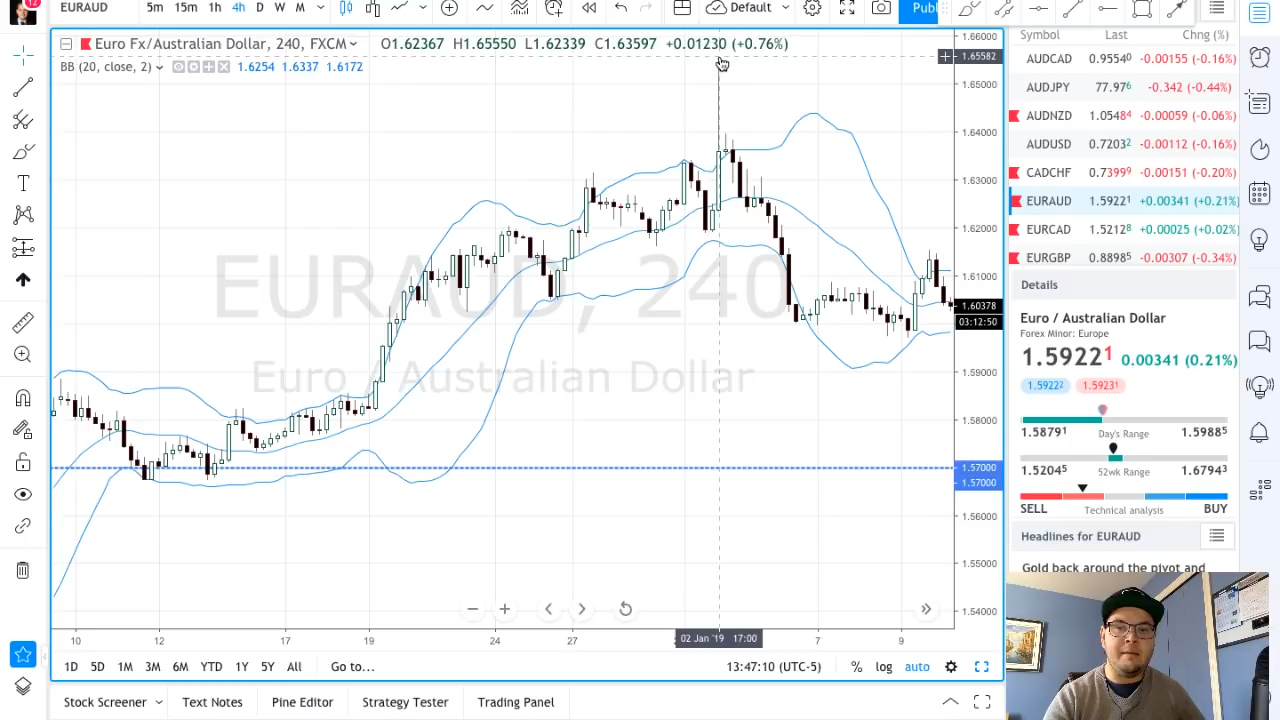 12
EURAUD 5m 15m 1h 4h D W M Default Publ
Euro Fx/Australian Dollar, 240, FXCM O1.62367 H1.65550 L1.62339 C1.63597 +0.01230 (+0.76%)
BB (20, close, 2) 1.6254 1.6337 1.6172
EURAUD, 240
Euro / Australian Dollar
1.66000
1.65582
1.65000
1.64000
1.63000
1.62000
1.61000
1.60378
03:12:50
1.59000
1.58000
1.57000
1.57000
1.56000
1.55000
1.54000
10 12 17 19 24 27 02 Jan '19 17:00 7 9
1D 5D 1M 3M 6M YTD 1Y 5Y All Go to... 13:47:10 (UTC-5) % log auto
Stock Screener Text Notes Pine Editor Strategy Tester Trading Panel
Symbol Last Chng (%)
AUDCAD 0.95540 -0.00155 (-0.16%)
AUDJPY 77.976 -0.342 (-0.44%)
AUDNZD 1.05484 -0.00059 (-0.06%)
AUDUSD 0.72032 -0.00112 (-0.16%)
CADCHF 0.73999 -0.00151 (-0.20%)
EURAUD 1.59221 +0.00341 (+0.21%)
EURCAD 1.52128 +0.00025 (+0.02%)
EURGBP 0.88985 -0.00307 (-0.34%)
Details
Euro / Australian Dollar
Forex Minor: Europe
1.59221 0.00341 (0.21%)
1.59222 1.59231
1.58791 Day's Range 1.59885
1.52045 52wk Range 1.67943
SELL Technical analysis BUY
Headlines for EURAUD
Gold back around the pivot and